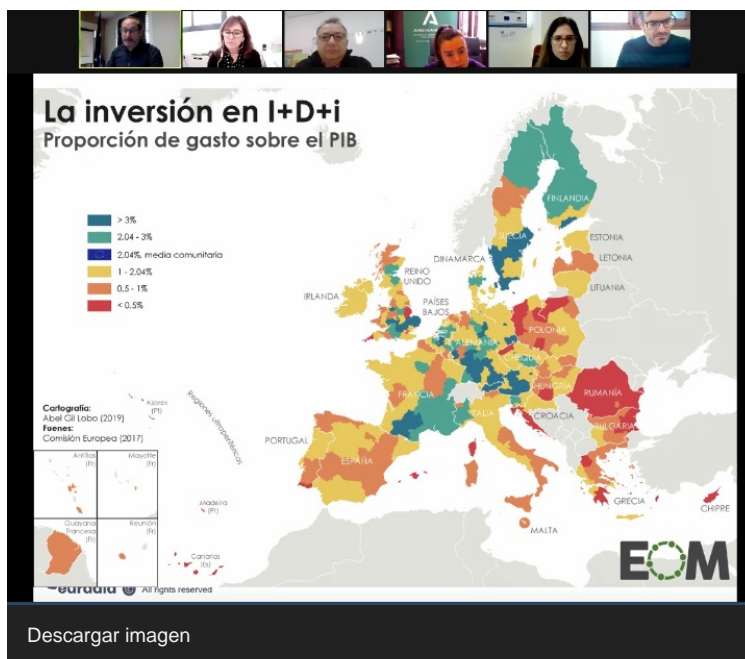 La inversión en I+D+i
Proporción de gasto sobre el PIB
> 3%
2.04 - 3%
2.04%, media comunitaria
1 - 2.04%
0.5 - 1%
< 0.5%
FINLANDIA
SUECIA
ESTONIA
LETONIA
LITUANIA
DINAMARCA
REINO
UNIDO
IRLANDA
PAÍSES
BAJOS
POLONIA
ALEMANIA
CHEQUIA
HUNGRÍA
RUMANÍA
FRANCIA
ITALIA
CROACIA
BULGARIA
PORTUGAL
ESPAÑA
GRECIA
CHIPRE
MALTA
Cartografía:
Abel Gil Lobo (2019)
Fuenes:
Comisión Europea (2017)
Regiones ultraperiféricas
Azores
(Pt)
Antillas
(Fr)
Mayotte
(Fr)
Guayana
Francesa
(Fr)
Reunión
(Fr)
Madeira
(Pt)
Canarias
(Es)
EOM
euradia All rights reserved
Descargar imagen